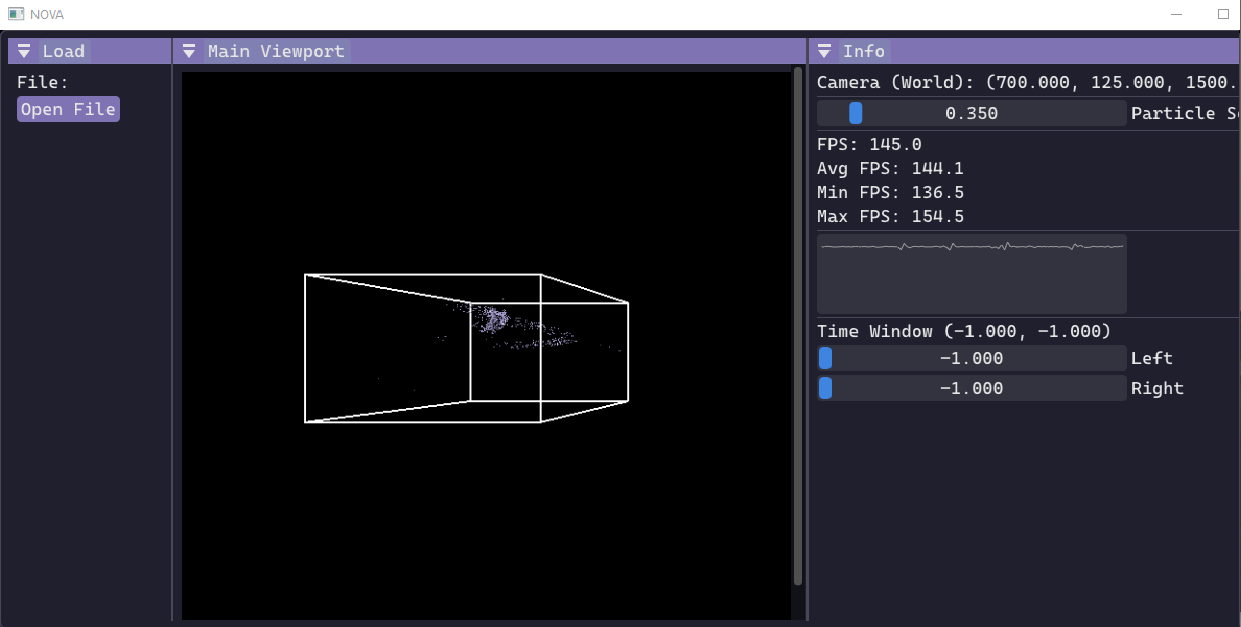 NOVA
Load
File:
Open File
Main Viewport
Info
Camera (World): (700.000, 125.000, 1500.
0.350 Particle
FPS: 145.0
Avg FPS: 144.1
Min FPS: 136.5
Max FPS: 154.5
Time Window (-1.000, -1.000)
-1.000 Left
-1.000 Right